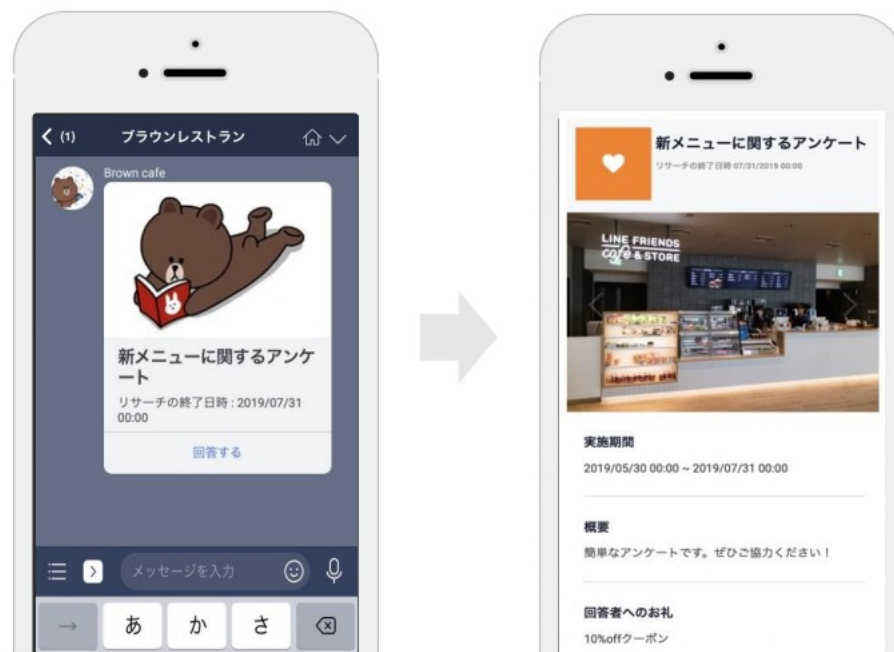 (1) ブラウンレストラン
Brown cafe
新メニューに関するアンケ
ート
リサーチの終了日時 : 2019/07/31
00:00
回答する
メッセージを入力
→ あ か さ
新メニューに関するアンケート
リサーチの終了日時 07/31/2019 00:00
LINE FRIENDS
cafe & STORE
実施期間
2019/05/30 00:00 ~ 2019/07/31 00:00
概要
簡単なアンケートです。ぜひご協力ください！
回答者へのお礼
10%offクーポン